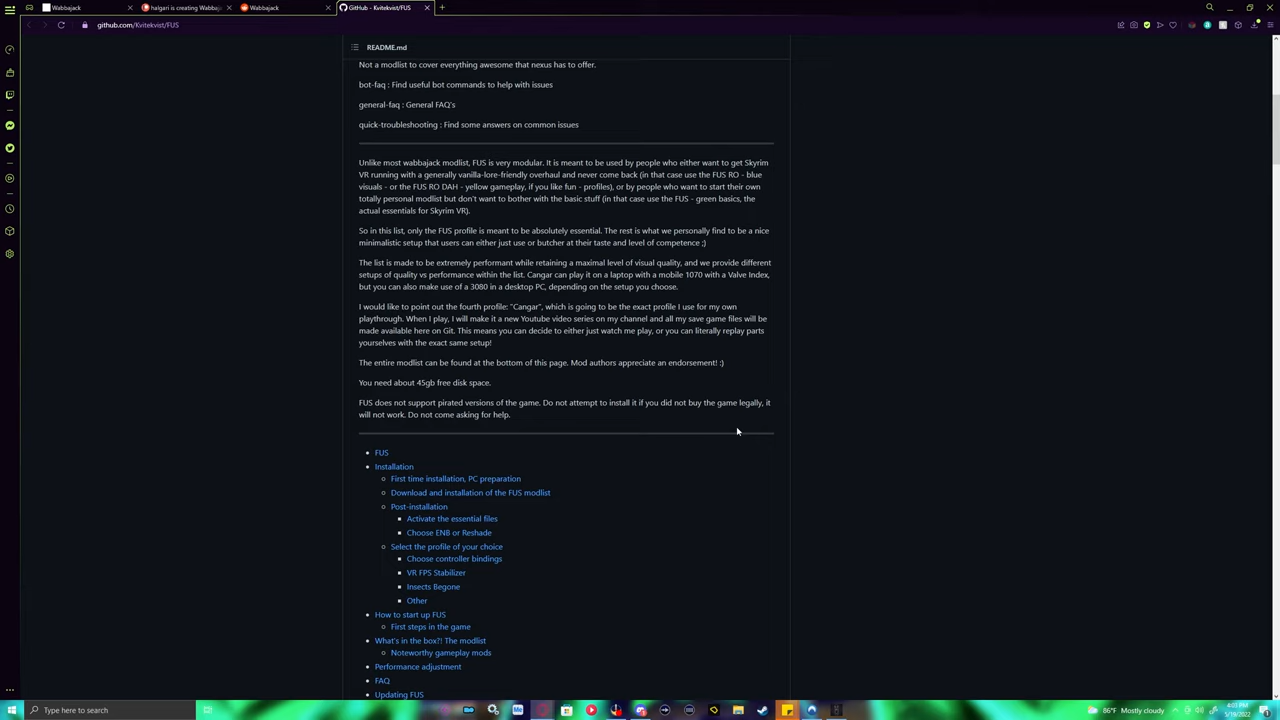 Wabbajack
halgari is creating Wabbaj
Wabbajack
GitHub - Kvitekvist/FUS
github.com/Kvitekvist/FUS
README.md
Not a modlist to cover everything awesome that nexus has to offer.
bot-faq : Find useful bot commands to help with issues
general-faq : General FAQ's
quick-troubleshooting : Find some answers on common issues
Unlike most wabbajack modlist, FUS is very modular. It is meant to be used by people who either want to get Skyrim
VR running with a generally vanilla-lore-friendly overhaul and never come back (in that case use the FUS RO - blue
visuals - or the FUS RO DAH - yellow gameplay, if you like fun - profiles), or by people who want to start their own
totally personal modlist but don't want to bother with the basic stuff (in that case use the FUS - green basics, the
actual essentials for Skyrim VR).
So in this list, only the FUS profile is meant to be absolutely essential. The rest is what we personally find to be a nice
minimalistic setup that users can either just use or butcher at their taste and level of competence ;)
The list is made to be extremely performant while retaining a maximal level of visual quality, and we provide different
setups of quality vs performance within the list. Cangar can play it on a laptop with a mobile 1070 with a Valve Index,
but you can also make use of a 3080 in a desktop PC, depending on the setup you choose.
I would like to point out the fourth profile: "Cangar", which is going to be the exact profile I use for my own
playthrough. When I play, I will make it a new Youtube video series on my channel and all my save game files will be
made available here on Git. This means you can decide to either just watch me play, or you can literally replay parts
yourselves with the exact same setup!
The entire modlist can be found at the bottom of this page. Mod authors appreciate an endorsement! :)
You need about 45gb free disk space.
FUS does not support pirated versions of the game. Do not attempt to install it if you did not buy the game legally, it
will not work. Do not come asking for help.
FUS
Installation
First time installation, PC preparation
Download and installation of the FUS modlist
Post-installation
Activate the essential files
Choose ENB or Reshade
Select the profile of your choice
Choose controller bindings
VR FPS Stabilizer
Insects Begone
Other
How to start up FUS
First steps in the game
What's in the box?! The modlist
Noteworthy gameplay mods
Performance adjustment
FAQ
Updating FUS
Type here to search
86°F Mostly cloudy
4:03 PM
5/19/2022